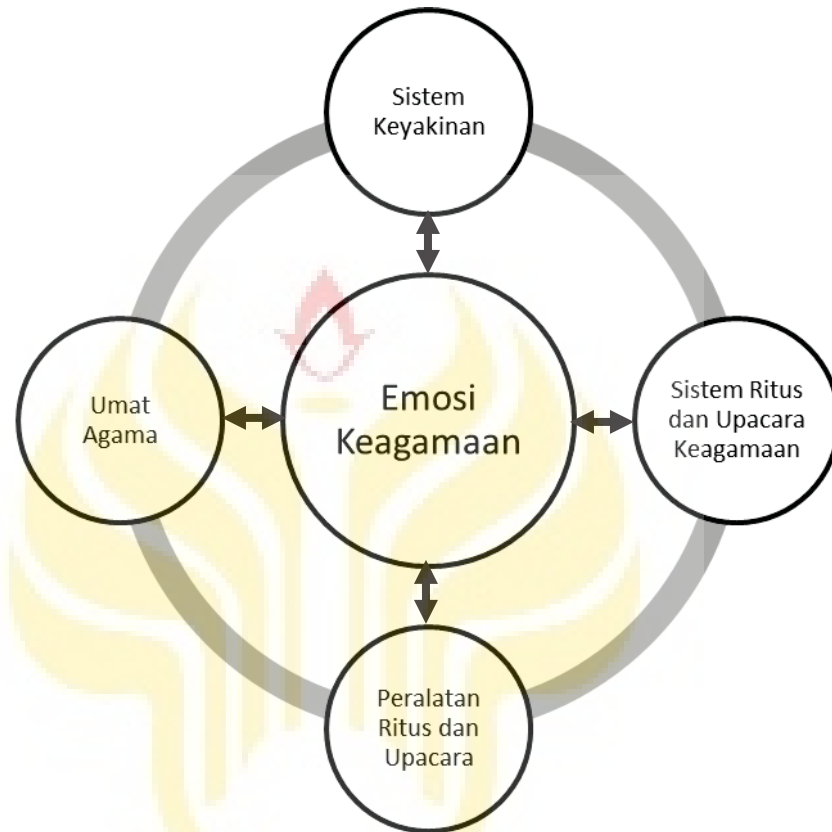 Sistem
Keyakinan
Umat
Agama
Emosi
Keagamaan
Sistem Ritus
dan Upacara
Keagamaan
Peralatan
Ritus dan
Upacara